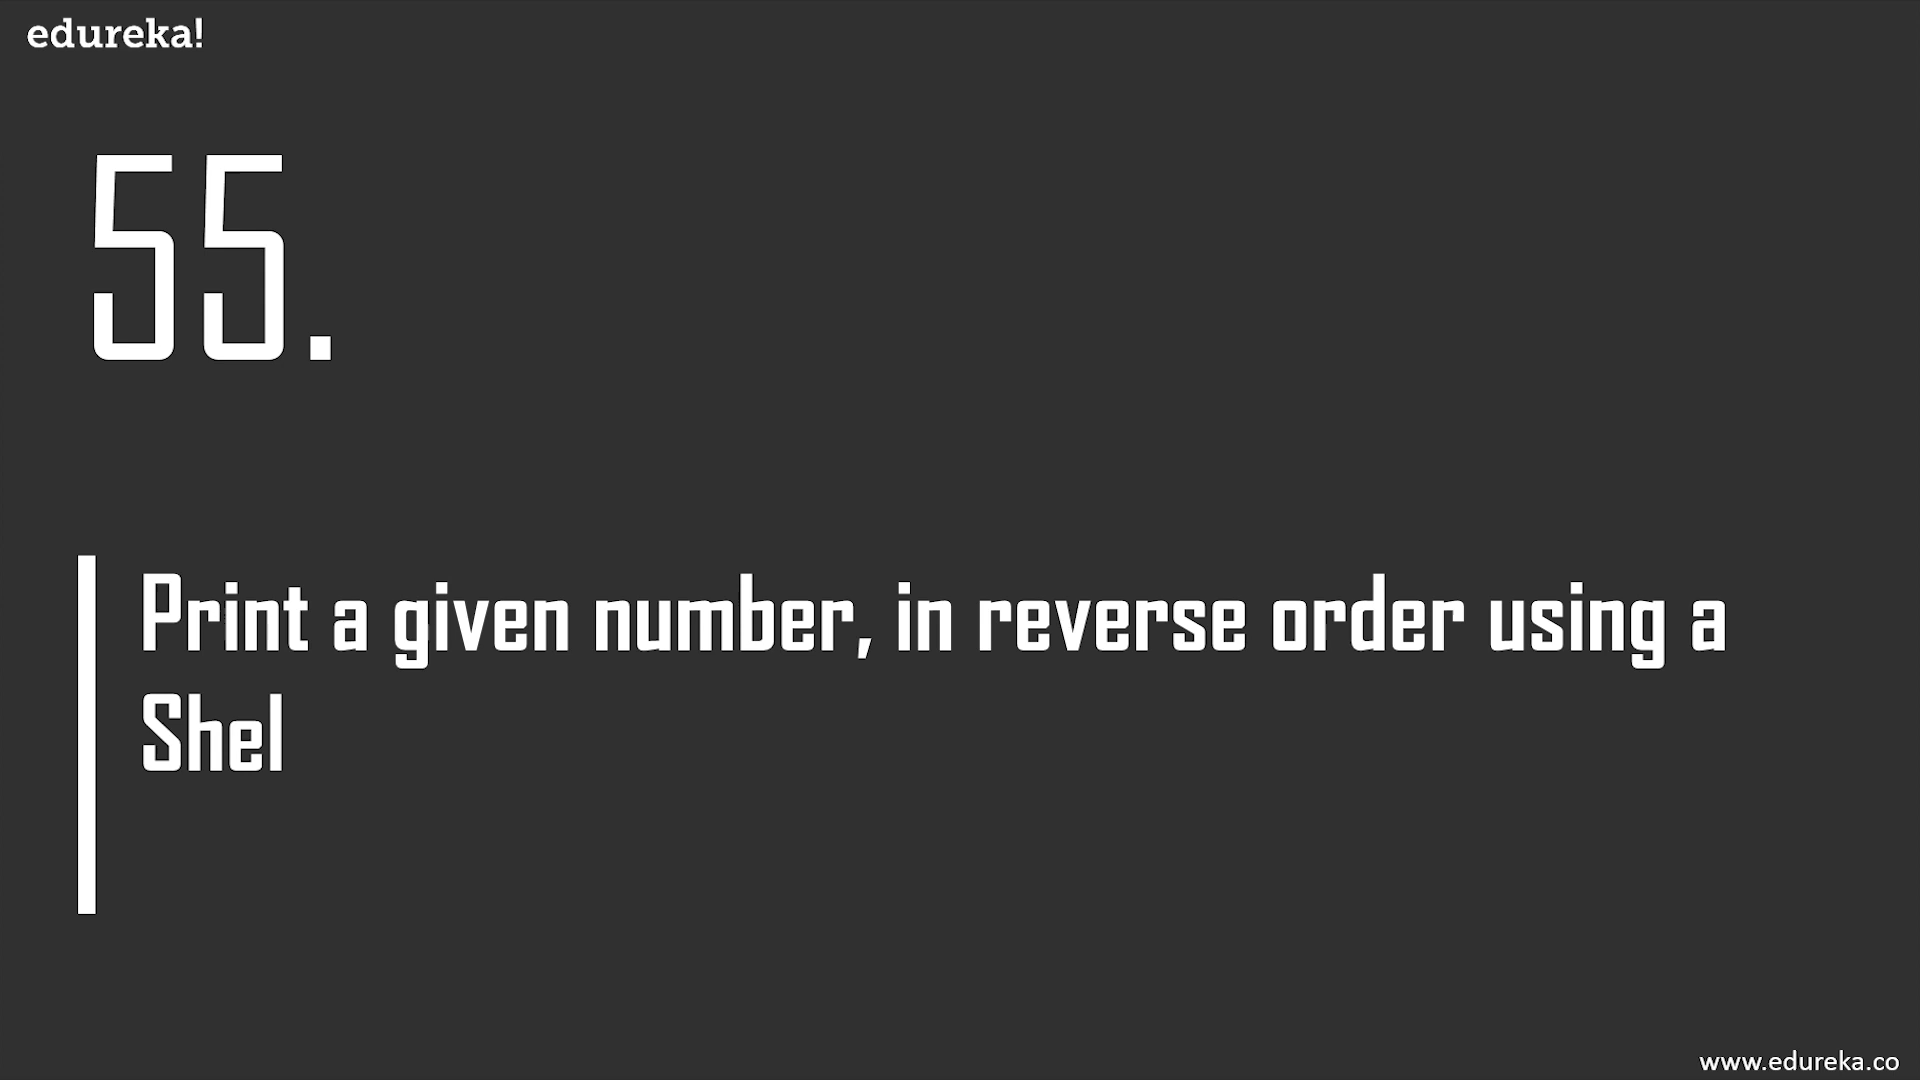 edureka!
55.
Print a given number, in reverse order using a
Shel
www.edureka.co